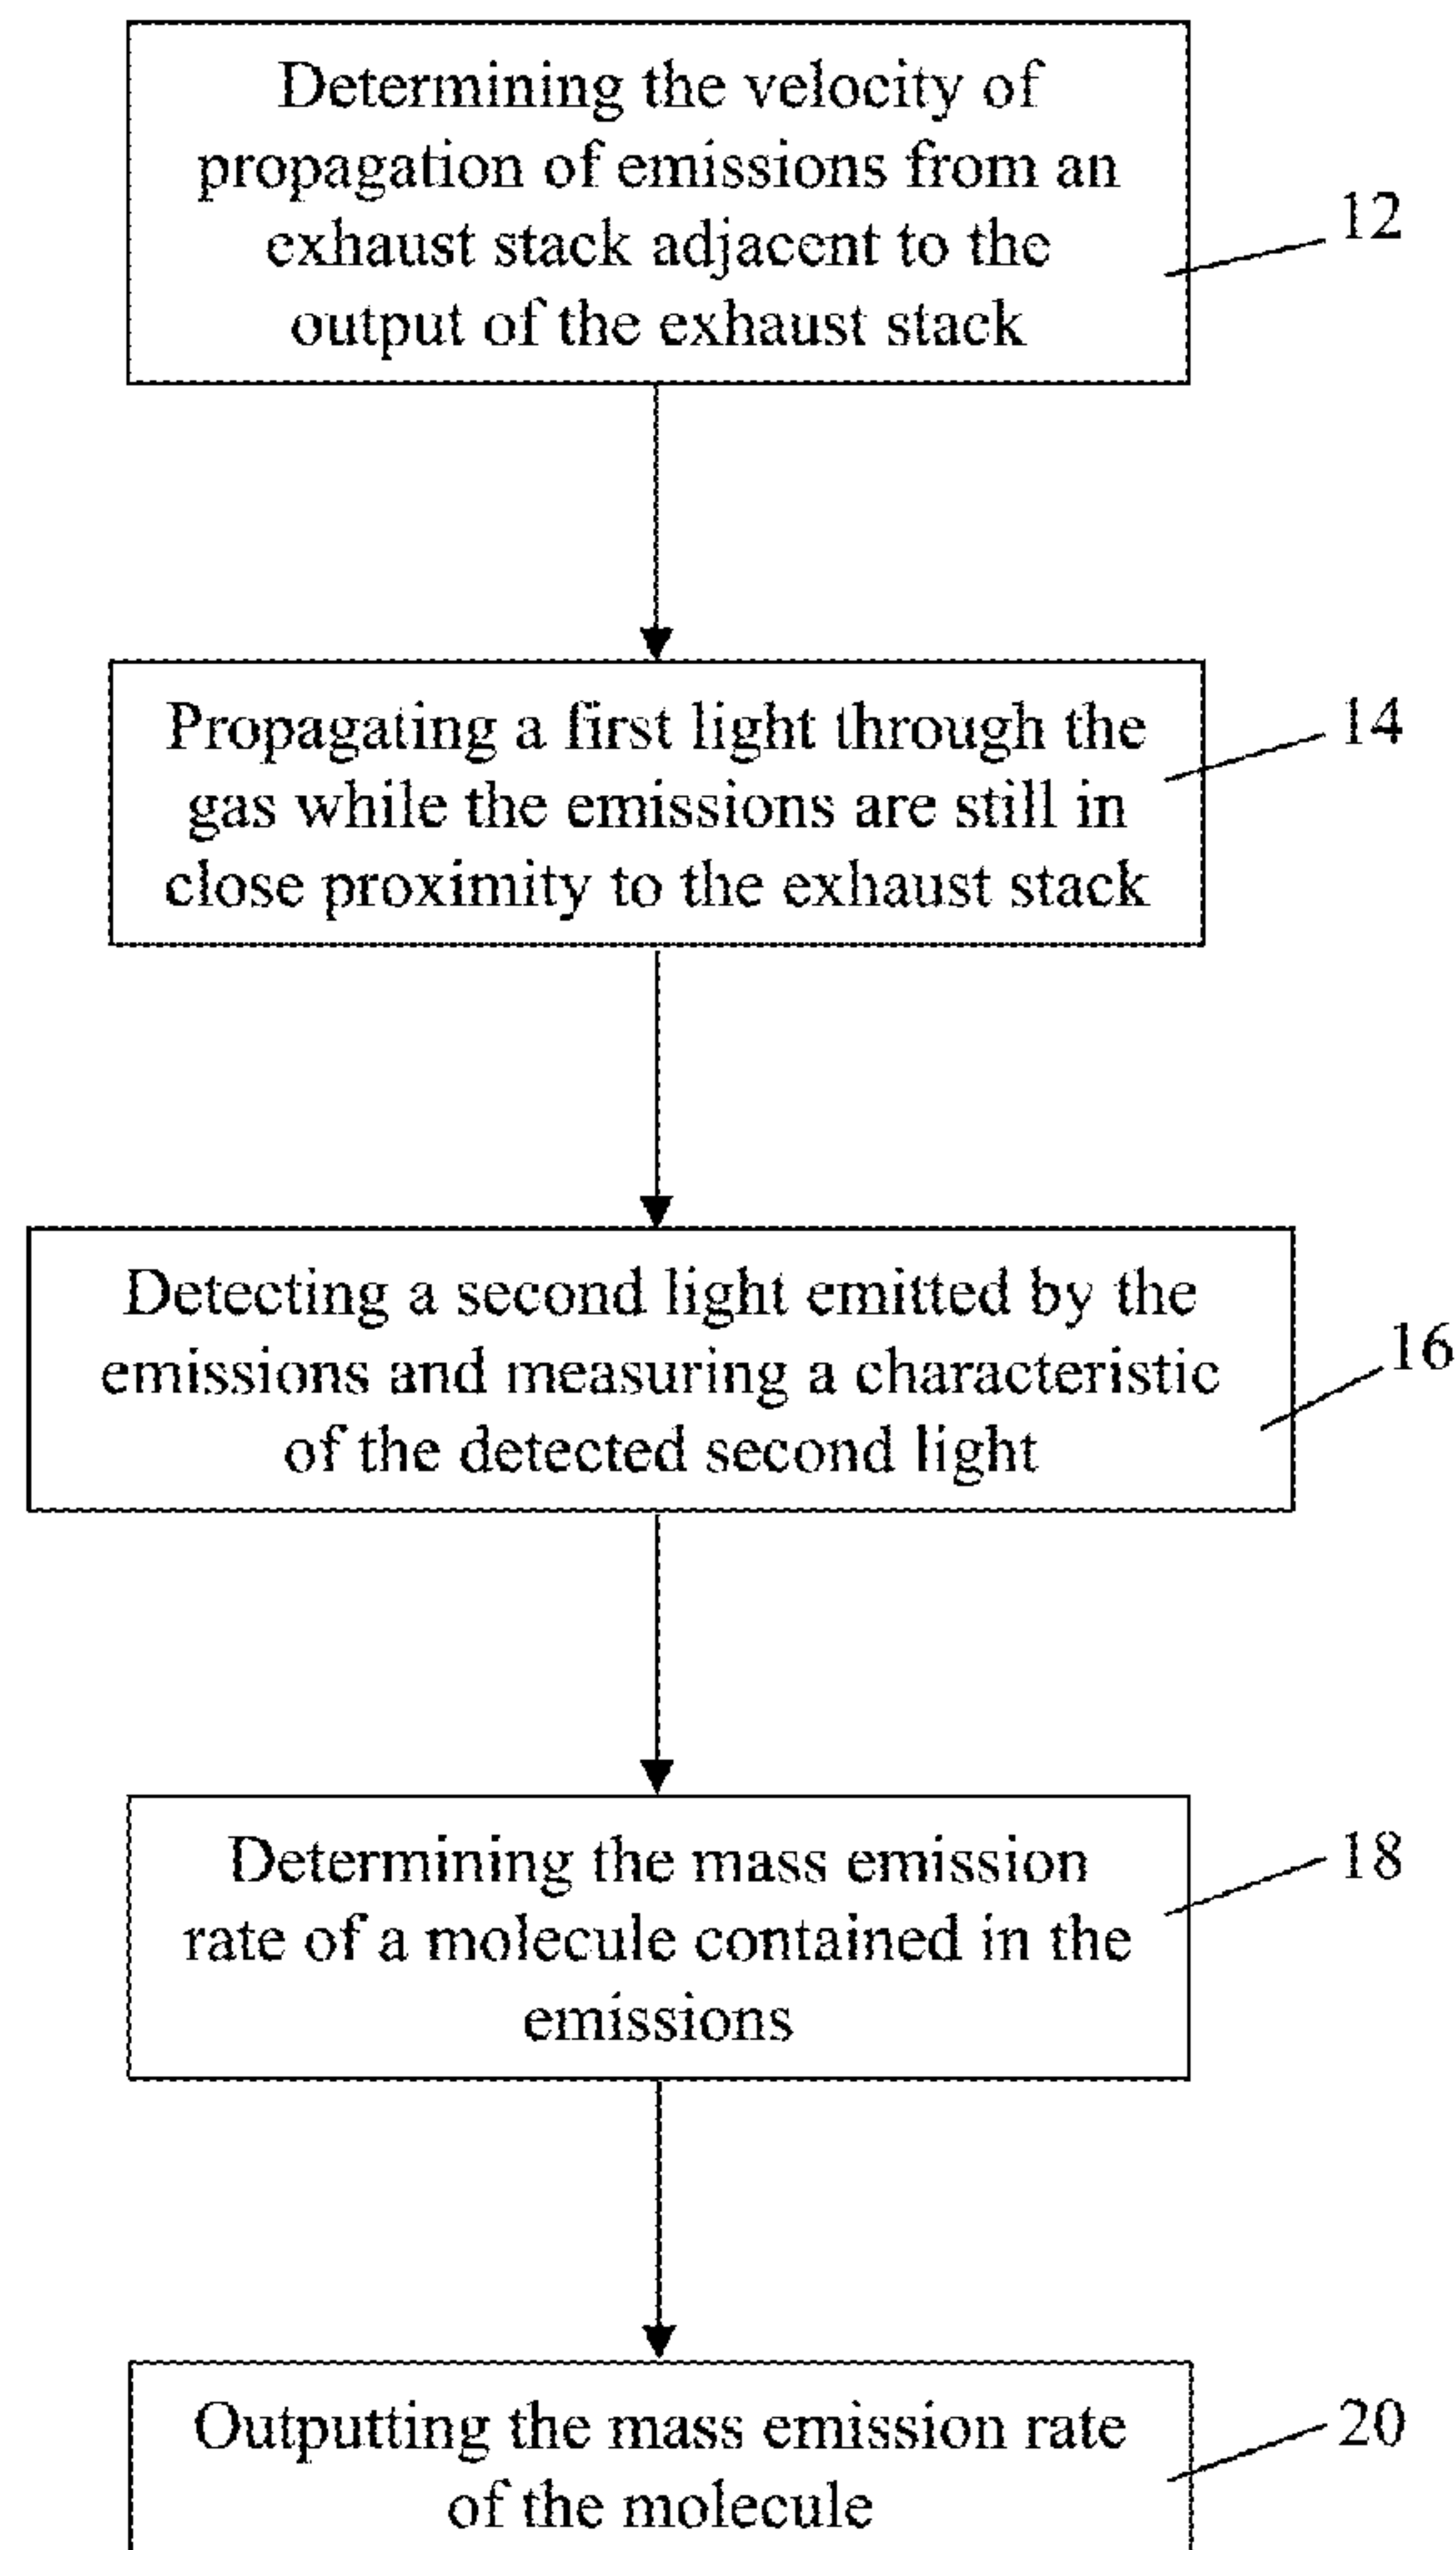 Determining the velocity of
propagation of emissions from an
exhaust stack adjacent to the
output of the exhaust stack
12
Propagating a first light through the
gas while the emissions are still in
close proximity to the exhaust stack
14
Detecting a second light emitted by the
emissions and measuring a characteristic
of the detected second light
16
Determining the mass emission
rate of a molecule contained in the
emissions
18
Outputting the mass emission rate
of the molecule
20